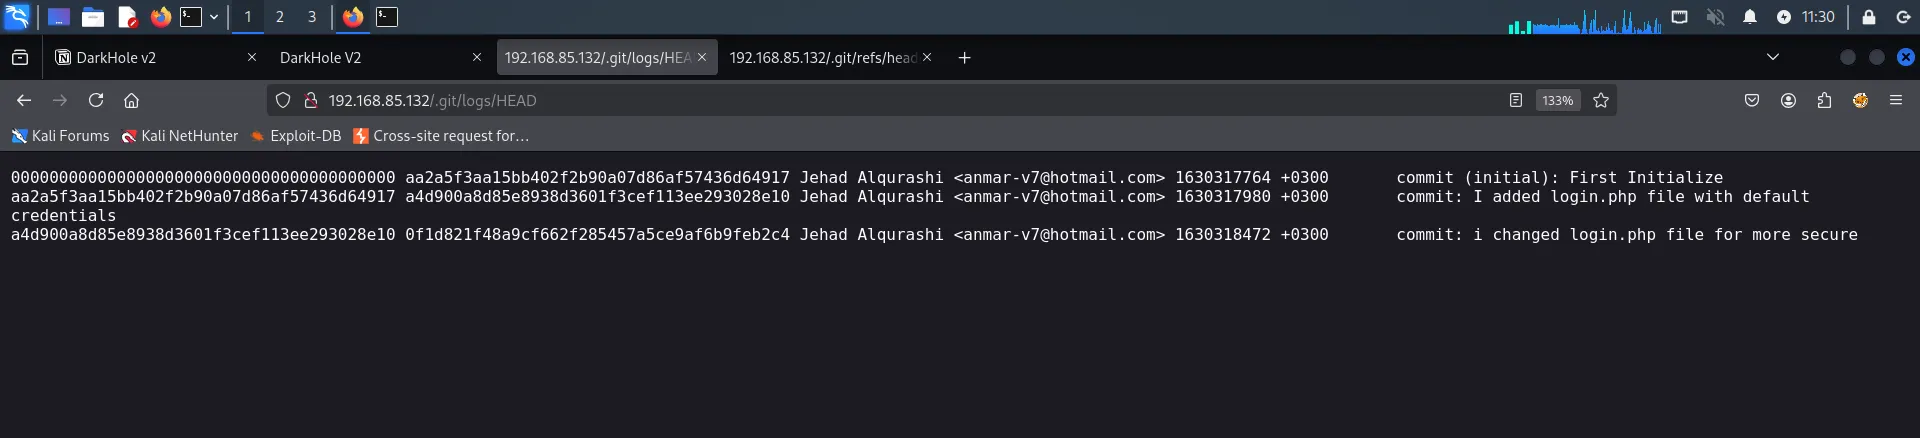 1 2 3 11:30
DarkHole v2 DarkHole V2 192.168.85.132/.git/logs/HEA 192.168.85.132/.git/refs/head
192.168.85.132/.git/logs/HEAD 133%
Kali Forums Kali NetHunter Exploit-DB Cross-site request for…
0000000000000000000000000000000000000000 aa2a5f3aa15bb402f2b90a07d86af57436d64917 Jehad Alqurashi <anmar-v7@hotmail.com> 1630317764 +0300 commit (initial): First Initialize
aa2a5f3aa15bb402f2b90a07d86af57436d64917 a4d900a8d85e8938d3601f3cef113ee293028e10 Jehad Alqurashi <anmar-v7@hotmail.com> 1630317980 +0300 commit: I added login.php file with default
credentials
a4d900a8d85e8938d3601f3cef113ee293028e10 0f1d821f48a9cf662f285457a5ce9af6b9feb2c4 Jehad Alqurashi <anmar-v7@hotmail.com> 1630318472 +0300 commit: i changed login.php file for more secure